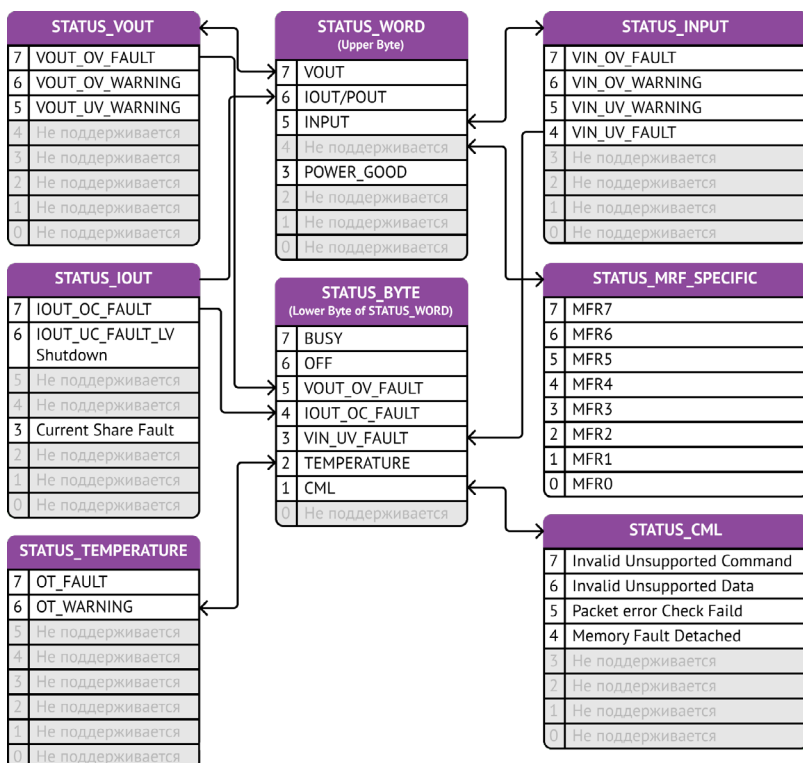 STATUS_VOUT
7 VOUT_OV_FAULT
6 VOUT_OV_WARNING
5 VOUT_UV_WARNING
4 Не поддерживается
3 Не поддерживается
2 Не поддерживается
1 Не поддерживается
0 Не поддерживается
STATUS_IOUT
7 IOUT_OC_FAULT
6 IOUT_UC_FAULT_LV
Shutdown
5 Не поддерживается
4 Не поддерживается
3 Current Share Fault
2 Не поддерживается
1 Не поддерживается
0 Не поддерживается
STATUS_TEMPERATURE
7 OT_FAULT
6 OT_WARNING
5 Не поддерживается
4 Не поддерживается
3 Не поддерживается
2 Не поддерживается
1 Не поддерживается
0 Не поддерживается
STATUS_WORD
(Upper Byte)
7 VOUT
6 IOUT/POUT
5 INPUT
4 Не поддерживается
3 POWER_GOOD
2 Не поддерживается
1 Не поддерживается
0 Не поддерживается
STATUS_BYTE
(Lower Byte of STATUS_WORD)
7 BUSY
6 OFF
5 VOUT_OV_FAULT
4 IOUT_OC_FAULT
3 VIN_UV_FAULT
2 TEMPERATURE
1 CML
0 Не поддерживается
STATUS_INPUT
7 VIN_OV_FAULT
6 VIN_OV_WARNING
5 VIN_UV_WARNING
4 VIN_UV_FAULT
3 Не поддерживается
2 Не поддерживается
1 Не поддерживается
0 Не поддерживается
STATUS_MRF_SPECIFIC
7 MFR7
6 MFR6
5 MFR5
4 MFR4
3 MFR3
2 MFR2
1 MFR1
0 MFR0
STATUS_CML
7 Invalid Unsupported Command
6 Invalid Unsupported Data
5 Packet error Check Faild
4 Memory Fault Detached
3 Не поддерживается
2 Не поддерживается
1 Не поддерживается
0 Не поддерживается